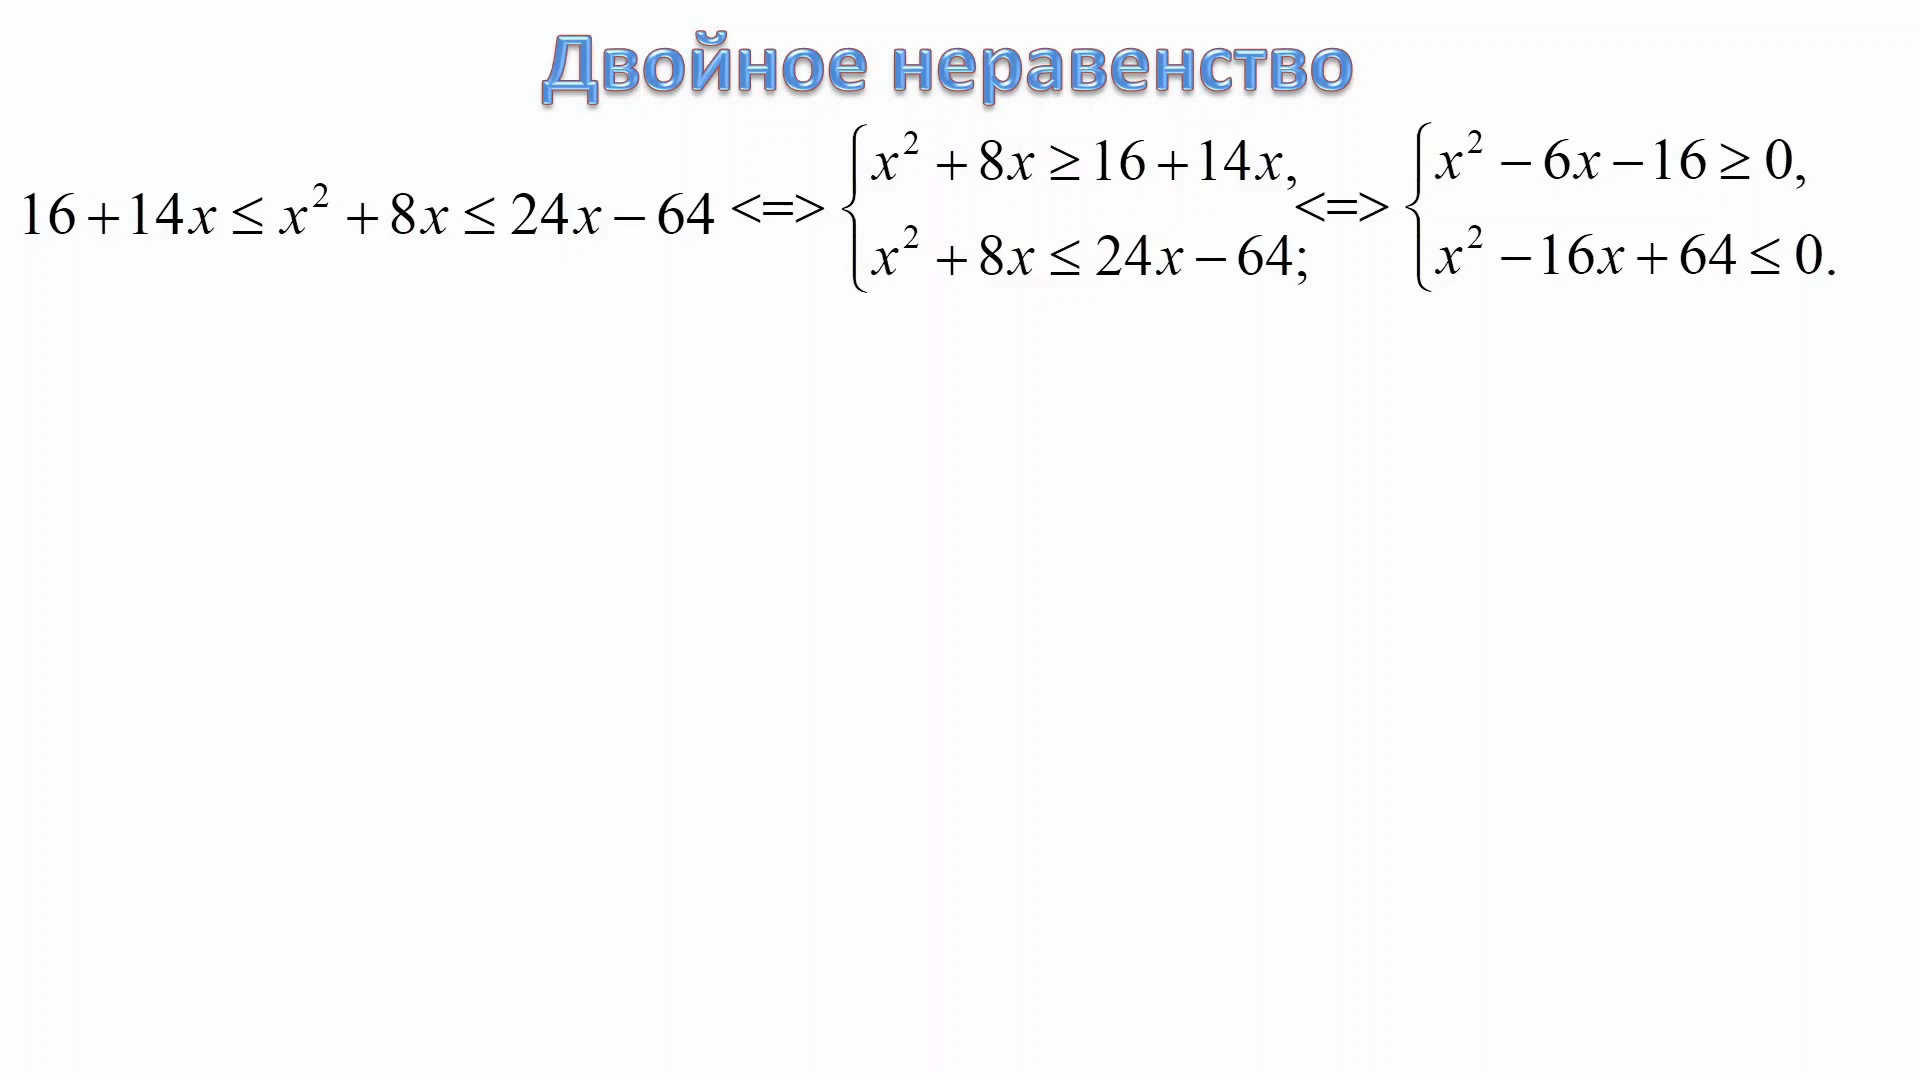 Двойное неравенство
16 + 14x ≤ x² + 8x ≤ 24x − 64 <=> { x² + 8x ≥ 16 + 14x, <=> { x² − 6x − 16 ≥ 0,
x² + 8x ≤ 24x − 64; x² − 16x + 64 ≤ 0.